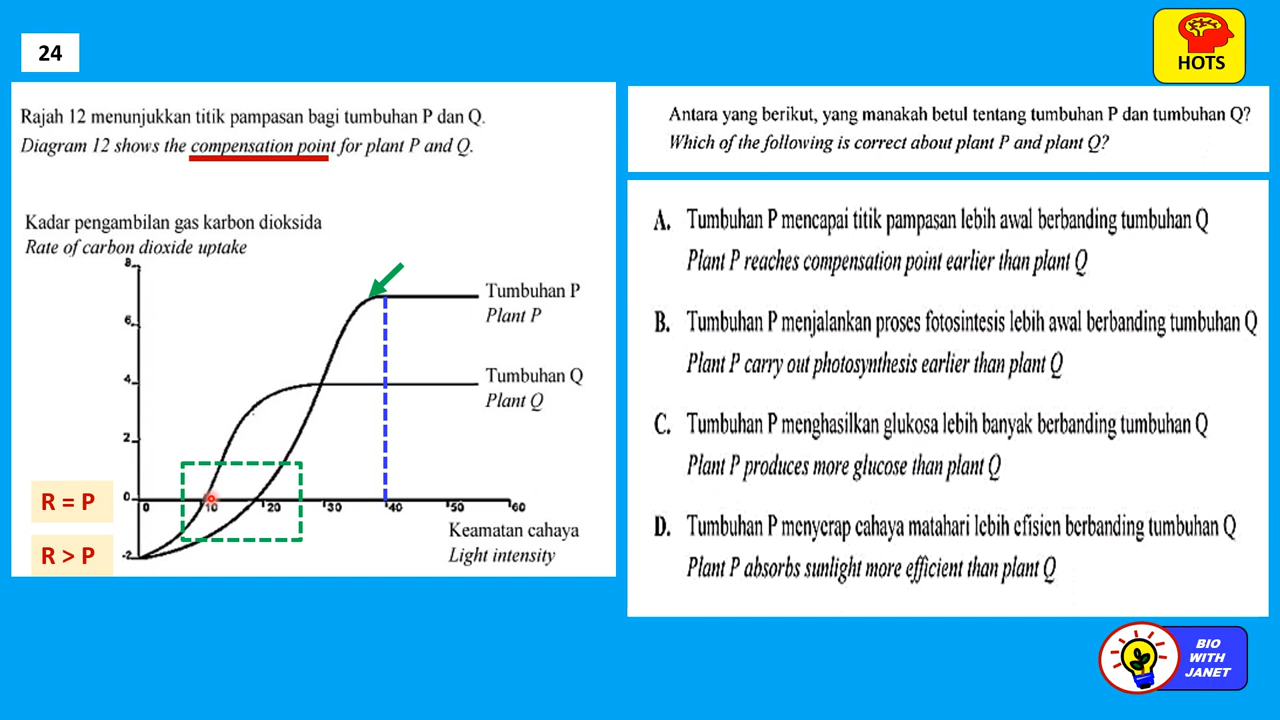 24
HOTS
Rajah 12 menunjukkan titik pampasan bagi tumbuhan P dan Q.
Diagram 12 shows the compensation point for plant P and Q.
Kadar pengambilan gas karbon dioksida
Rate of carbon dioxide uptake
8
6
4
2
0
-2
0 10 20 30 40 50 60
Tumbuhan P
Plant P
Tumbuhan Q
Plant Q
Keamatan cahaya
Light intensity
R = P
R > P
Antara yang berikut, yang manakah betul tentang tumbuhan P dan tumbuhan Q?
Which of the following is correct about plant P and plant Q?
A. Tumbuhan P mencapai titik pampasan lebih awal berbanding tumbuhan Q
Plant P reaches compensation point earlier than plant Q
B. Tumbuhan P menjalankan proses fotosintesis lebih awal berbanding tumbuhan Q
Plant P carry out photosynthesis earlier than plant Q
C. Tumbuhan P menghasilkan glukosa lebih banyak berbanding tumbuhan Q
Plant P produces more glucose than plant Q
D. Tumbuhan P menyerap cahaya matahari lebih efisien berbanding tumbuhan Q
Plant P absorbs sunlight more efficient than plant Q
BIO
WITH
JANET